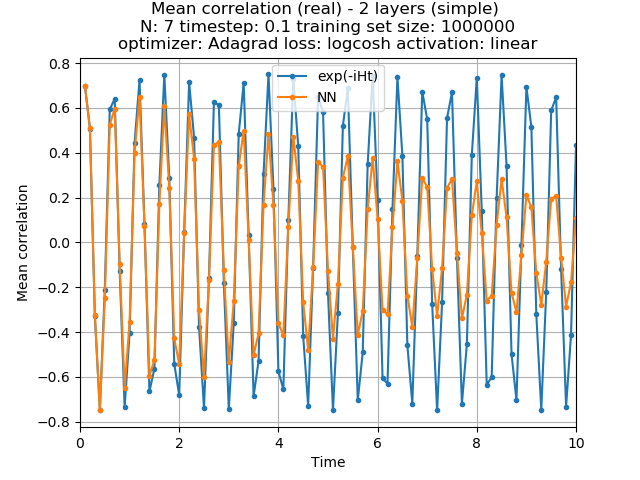 Mean correlation (real) - 2 layers (simple)
N: 7 timestep: 0.1 training set size: 1000000
optimizer: Adagrad loss: logcosh activation: linear
exp(-iHt)
NN
Mean correlation
0.8
0.6
0.4
0.2
0.0
−0.2
−0.4
−0.6
−0.8
0
2
4
6
8
10
Time